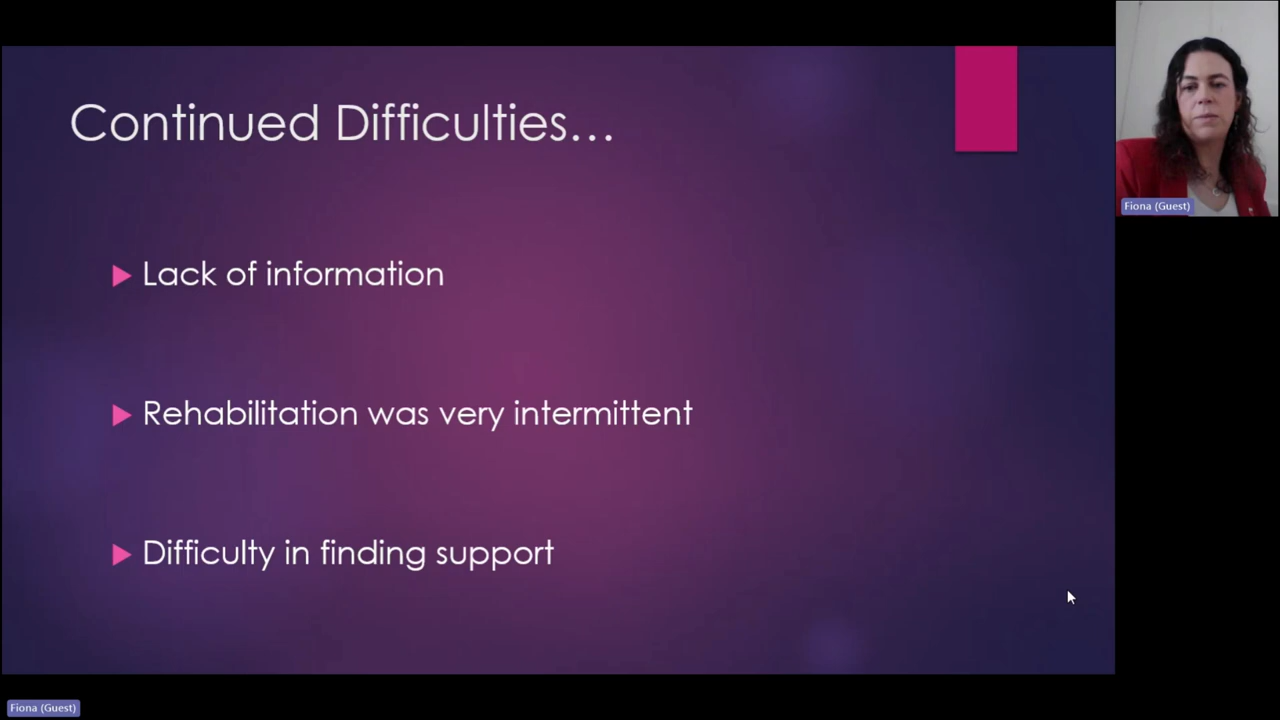 Continued Difficulties...
Lack of information
Rehabilitation was very intermittent
Difficulty in finding support
Fiona (Guest)
Fiona (Guest)